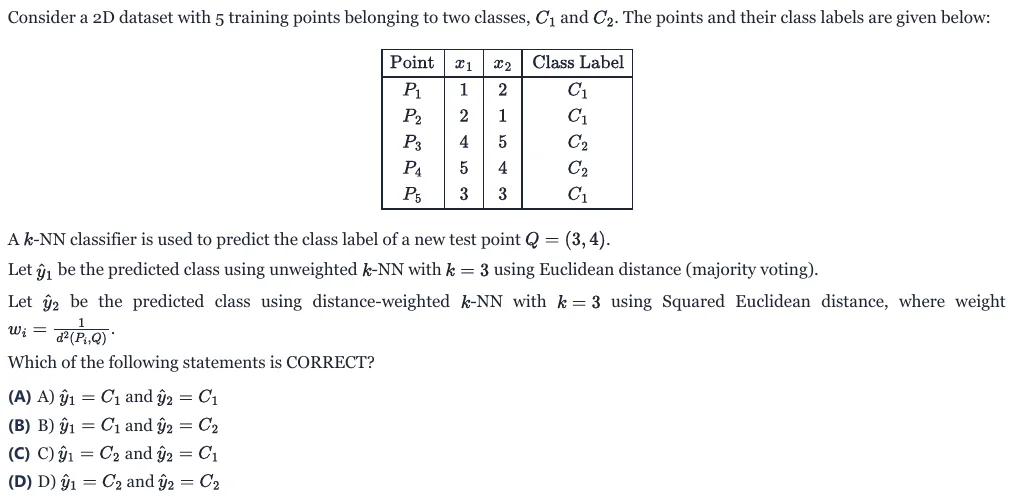 Consider a 2D dataset with 5 training points belonging to two classes, C₁ and C₂. The points and their class labels are given below:
Point x₁ x₂ Class Label
P₁ 1 2 C₁
P₂ 2 1 C₁
P₃ 4 5 C₂
P₄ 5 4 C₂
P₅ 3 3 C₁
A k-NN classifier is used to predict the class label of a new test point Q = (3, 4).
Let ŷ₁ be the predicted class using unweighted k-NN with k = 3 using Euclidean distance (majority voting).
Let ŷ₂ be the predicted class using distance-weighted k-NN with k = 3 using Squared Euclidean distance, where weight
wᵢ = 1/d²(Pᵢ,Q).
Which of the following statements is CORRECT?
(A) A) ŷ₁ = C₁ and ŷ₂ = C₁
(B) B) ŷ₁ = C₁ and ŷ₂ = C₂
(C) C) ŷ₁ = C₂ and ŷ₂ = C₁
(D) D) ŷ₁ = C₂ and ŷ₂ = C₂